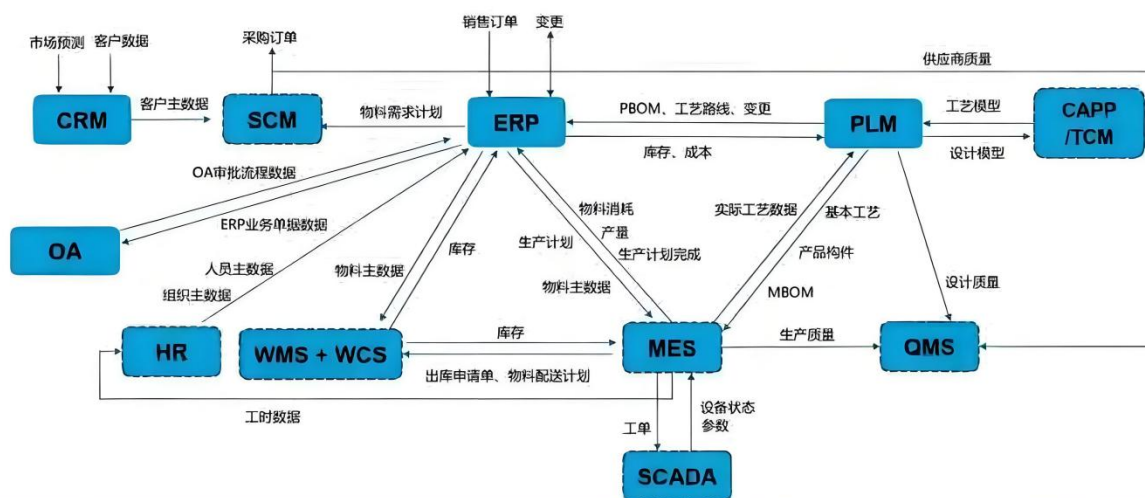 销售订单
变更
采购订单
市场预测
客户数据
供应商质量
客户主数据
物料需求计划
PBOM、工艺路线、变更
工艺模型
CRM
SCM
ERP
PLM
CAPP
/TCM
库存、成本
设计模型
OA审批流程数据
ERP业务单据数据
物料消耗
实际工艺数据
基本工艺
产量
OA
生产计划
库存
生产计划完成
产品构件
人员主数据
物料主数据
物料主数据
设计质量
组织主数据
MBOM
HR
WMS + WCS
库存
MES
生产质量
QMS
出库申请单、物料配送计划
工时数据
设备状态
参数
工单
SCADA